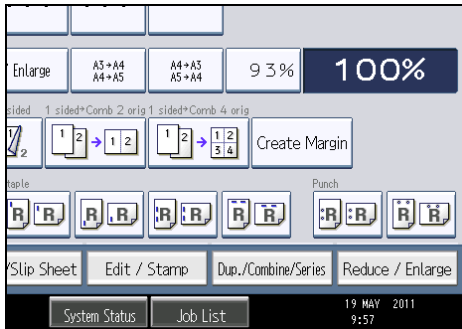 / Enlarge A3→A4 A4→A3 93% 100%
A4→A5 A5→A4
sided 1 sided→Comb 2 orig 1 sided→Comb 4 orig
1 2 1 2 → 1 2 1 2 → 1 2 3 4 Create Margin
taple Punch
R R R R R R R R R R R R
/Slip Sheet Edit / Stamp Dup./Combine/Series Reduce / Enlarge
System Status Job List 19 MAY 2011
9:57